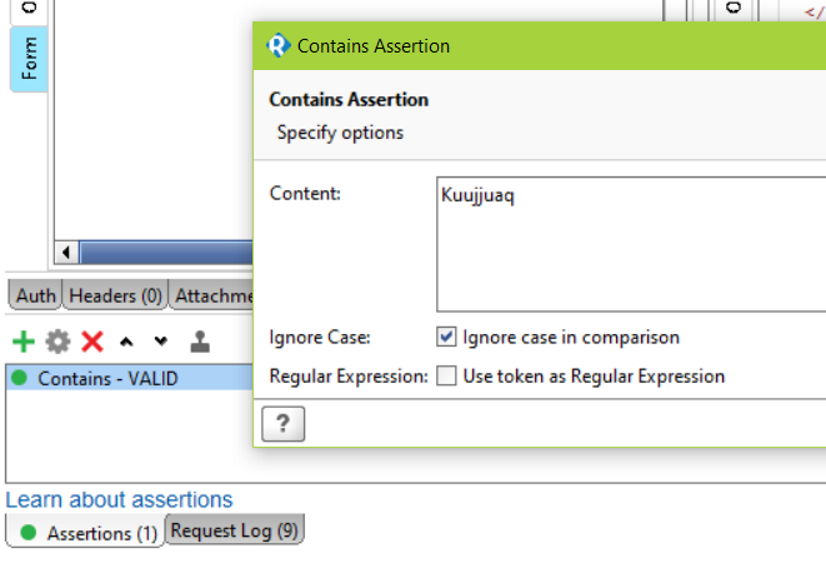 Form
</
Contains Assertion
Contains Assertion
Specify options
Content:
Kuujjuaq
Auth Headers (0) Attachme
Ignore Case: Ignore case in comparison
Contains - VALID
Regular Expression: Use token as Regular Expression
?
Learn about assertions
Assertions (1) Request Log (9)